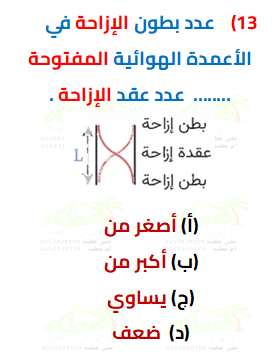 13) عدد بطون الإزاحة في
الأعمدة الهوائية المفتوحة
........ عدد عقد الإزاحة .
بطن إزاحة
L
عقدة إزاحة
بطن إزاحة
(أ) أصغر من
(ب) أكبر من
(ج) يساوي
(د) ضعف